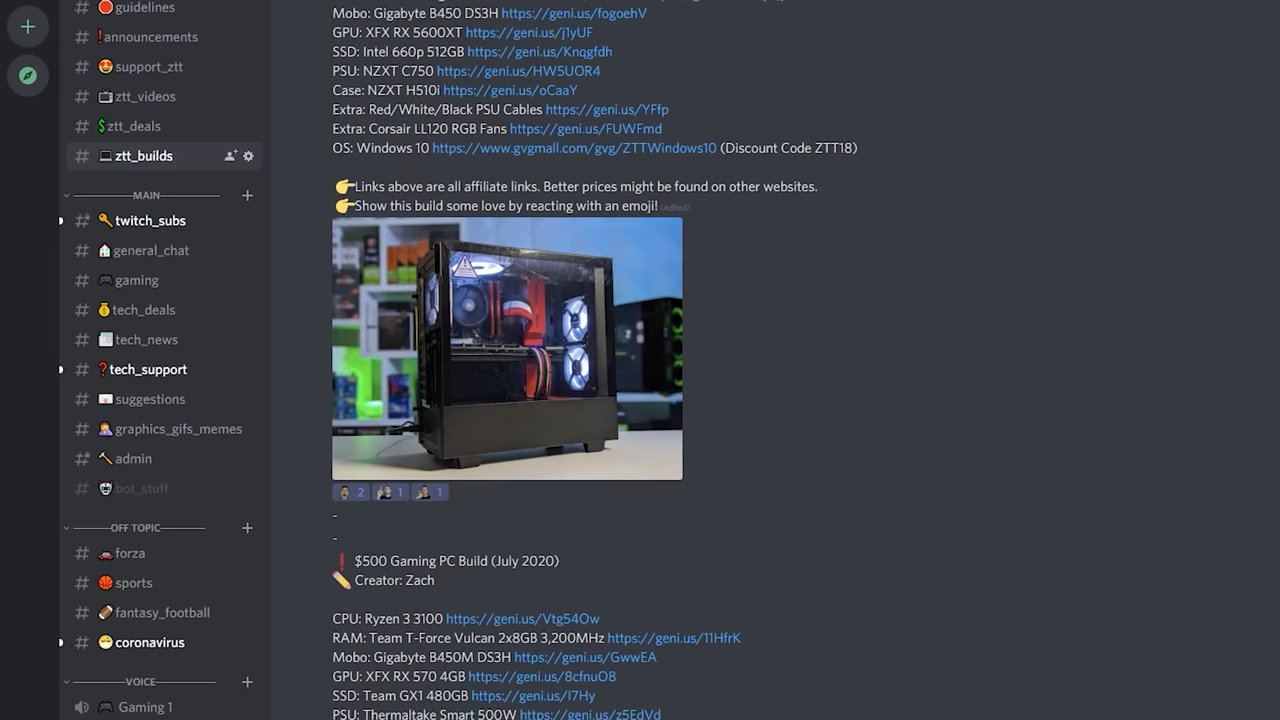 guidelines
announcements
support_ztt
ztt_videos
ztt_deals
ztt_builds
MAIN
twitch_subs
general_chat
gaming
tech_deals
tech_news
tech_support
suggestions
graphics_gifs_memes
admin
bot_stuff
OFF TOPIC
forza
sports
fantasy_football
coronavirus
VOICE
Gaming 1
Mobo: Gigabyte B450 DS3H https://geni.us/fogoehV
GPU: XFX RX 5600XT https://geni.us/j1yUF
SSD: Intel 660p 512GB https://geni.us/Knqgfdh
PSU: NZXT C750 https://geni.us/HW5UOR4
Case: NZXT H510i https://geni.us/oCaaY
Extra: Red/White/Black PSU Cables https://geni.us/YFfp
Extra: Corsair LL120 RGB Fans https://geni.us/FUWFmd
OS: Windows 10 https://www.gvgmall.com/gvg/ZTTWindows10 (Discount Code ZTT18)
👉Links above are all affiliate links. Better prices might be found on other websites.
👉Show this build some love by reacting with an emoji! (edited)
2 1 1
-
-
❗ $500 Gaming PC Build (July 2020)
✏️ Creator: Zach
CPU: Ryzen 3 3100 https://geni.us/Vtg54Ow
RAM: Team T-Force Vulcan 2x8GB 3,200MHz https://geni.us/11HfrK
Mobo: Gigabyte B450M DS3H https://geni.us/GwwEA
GPU: XFX RX 570 4GB https://geni.us/8cfnuO8
SSD: Team GX1 480GB https://geni.us/I7Hy
PSU: Thermaltake Smart 500W https://geni.us/z5EdVd